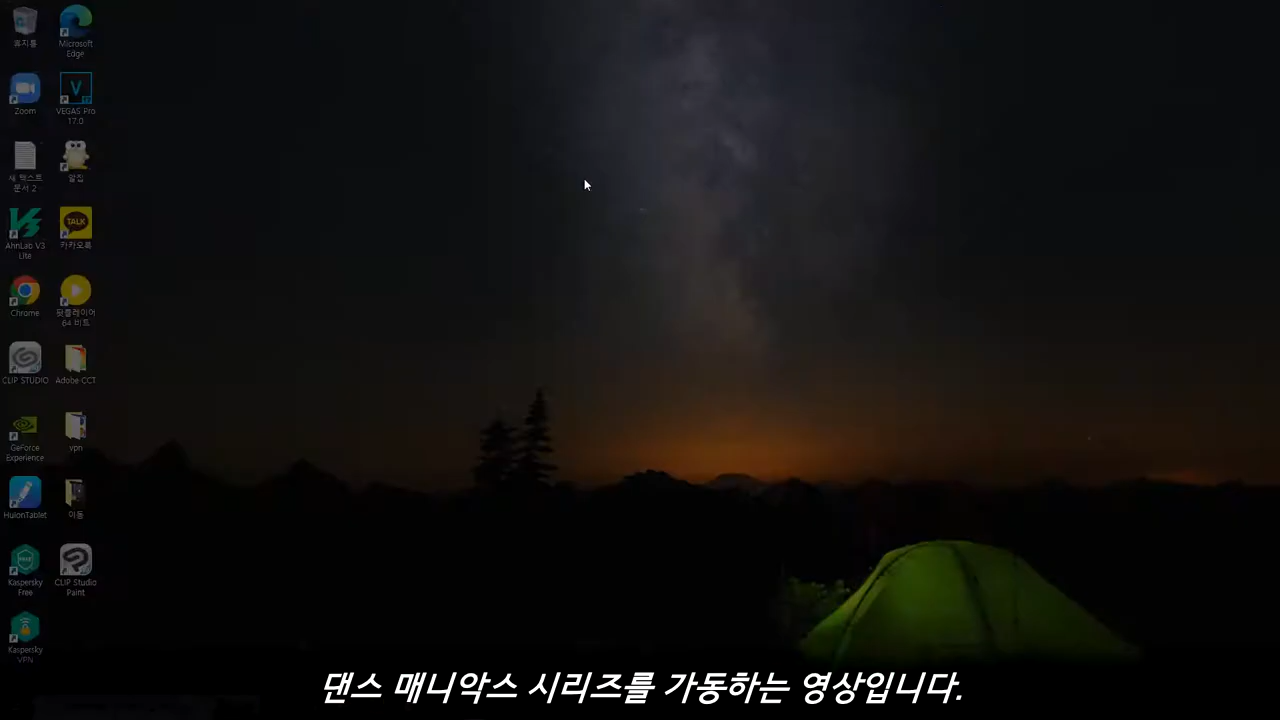 휴지통
Microsoft
Edge
Zoom
VEGAS Pro
17.0
새 텍스트
문서 2
알집
AhnLab V3
Lite
TALK
카카오톡
Chrome
팟플레이어
64 비트
CLIP STUDIO
Adobe CCT
GeForce
Experience
vpn
HuionTablet
이동
Kaspersky
Free
CLIP Studio
Paint
Kaspersky
VPN
댄스 매니악스 시리즈를 가동하는 영상입니다.